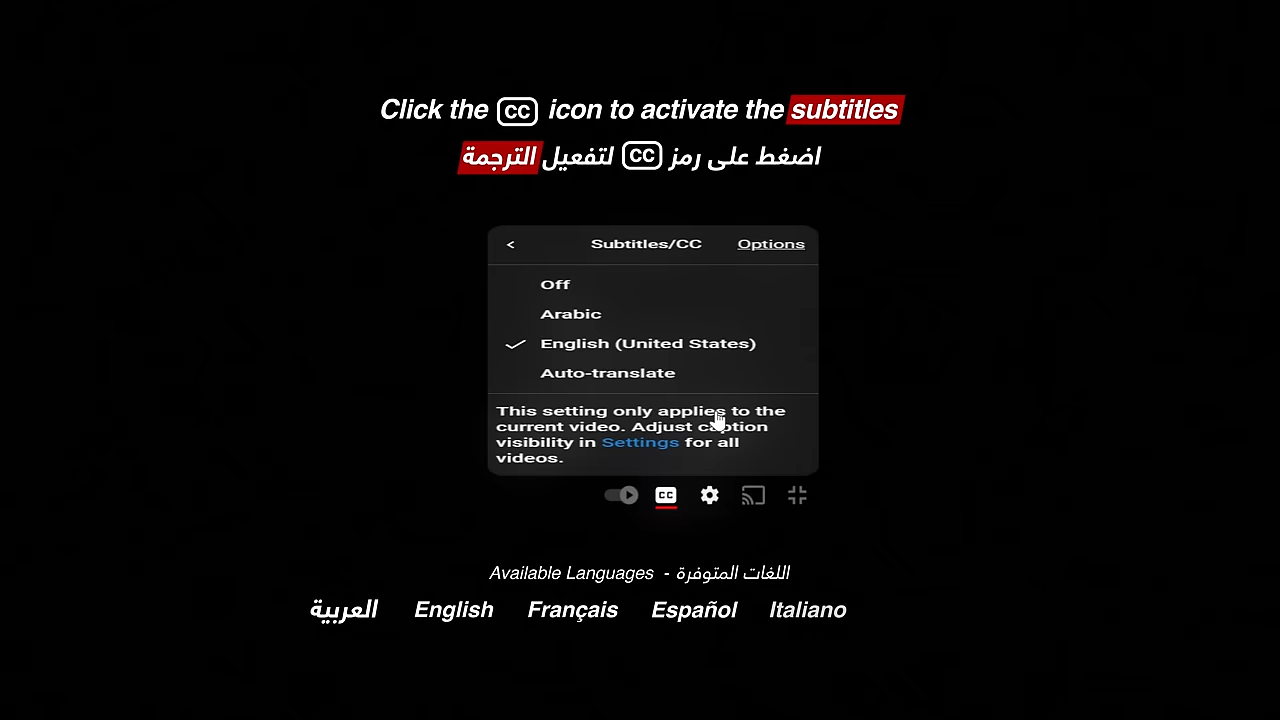 Click the CC icon to activate the subtitles
اضغط على رمز CC لتفعيل الترجمة
< Subtitles/CC Options
Off
Arabic
English (United States)
Auto-translate
This setting only applies to the
current video. Adjust caption
visibility in Settings for all
videos.
CC
Available Languages - اللغات المتوفرة
العربية English Français Español Italiano